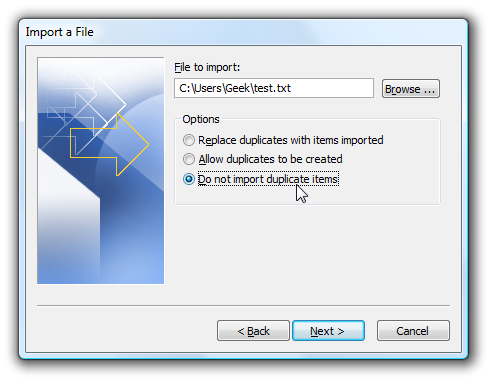 Import a File
File to import:
C:\Users\Geek\test.txt
Browse ...
Options
Replace duplicates with items imported
Allow duplicates to be created
Do not import duplicate items
< Back
Next >
Cancel